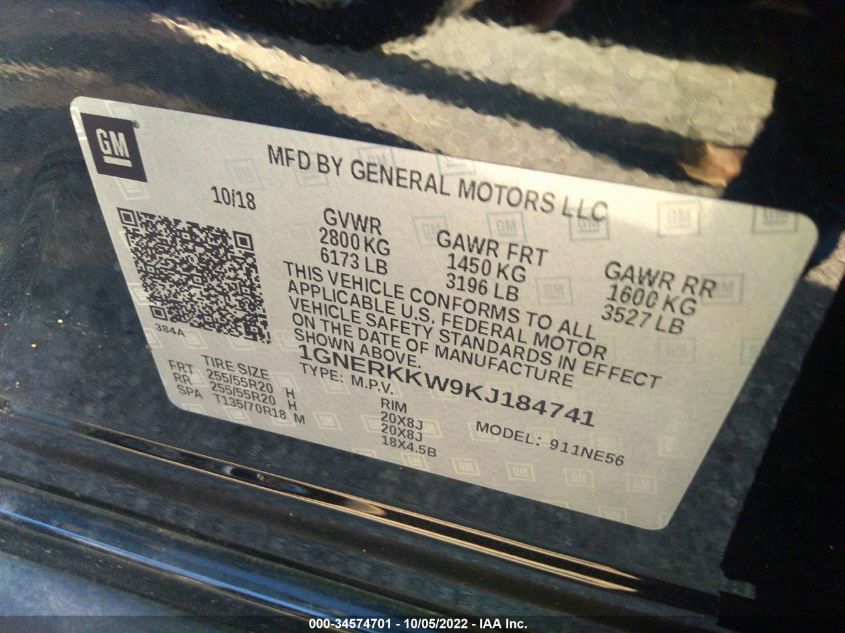 GM
MFD BY GENERAL MOTORS LLC
10/18
GVWR
2800 KG
6173 LB
GAWR FRT
1450 KG
3196 LB
GAWR RR
1600 KG
3527 LB
THIS VEHICLE CONFORMS TO ALL
APPLICABLE U.S. FEDERAL MOTOR
VEHICLE SAFETY STANDARDS IN EFFECT
ON THE DATE OF MANUFACTURE
SHOWN ABOVE.
384A
1GNERKKW9KJ184741
TYPE: M.P.V.
MODEL: 911NE56
TIRE SIZE
RIM
FRT 255/55R20 H 20X8J
RR 255/55R20 H 20X8J
SPA T135/70R18 M 18X4.5B
000-34574701 - 10/05/2022 - IAA Inc.